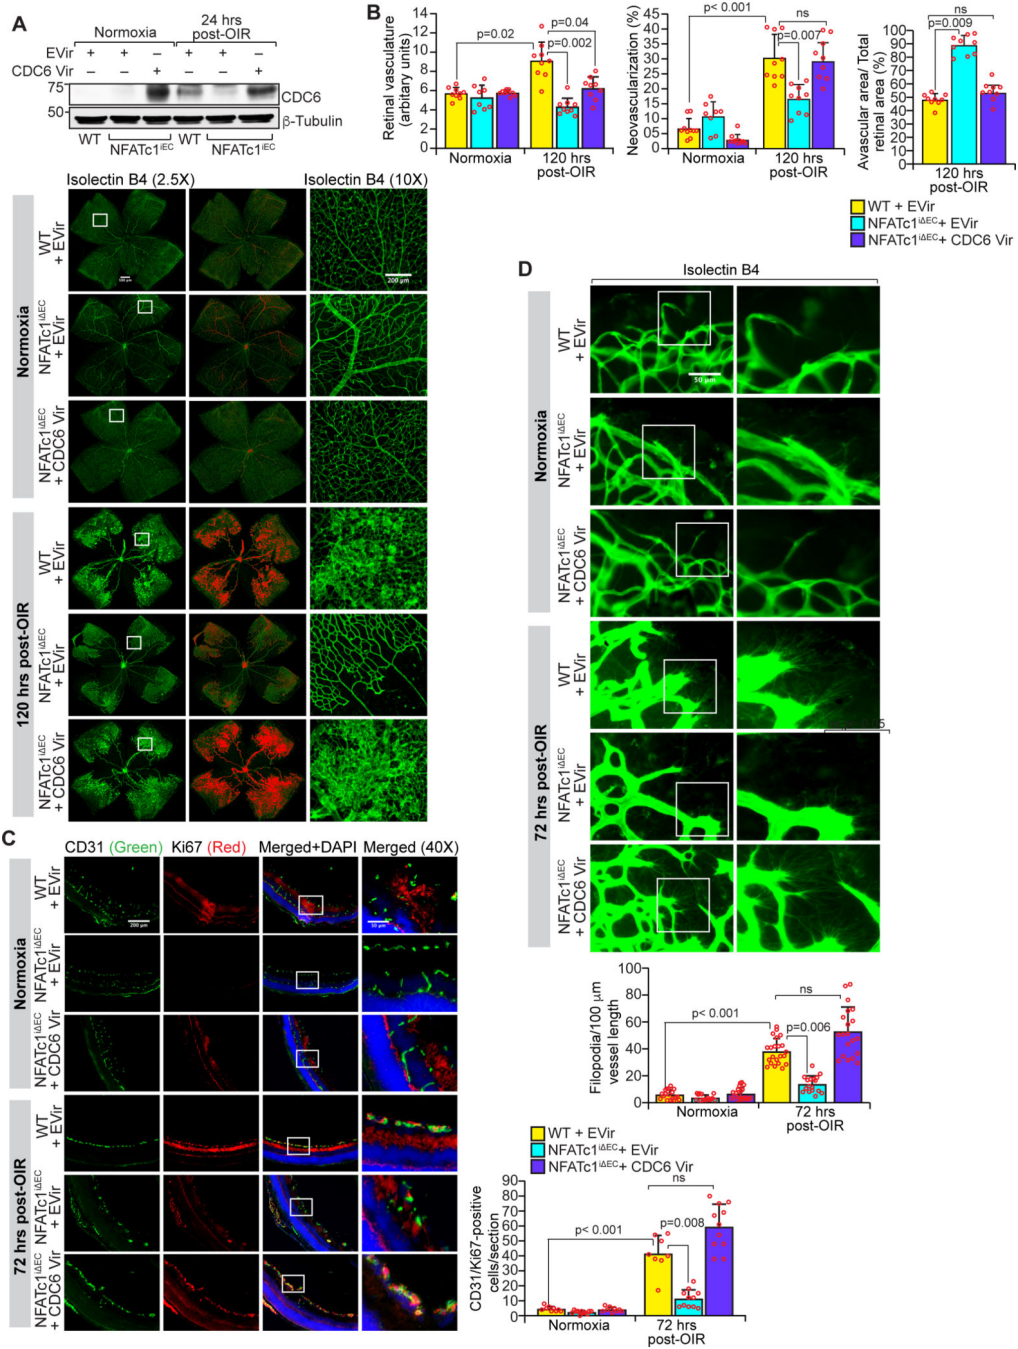 A
Normoxia
24 hrs
post-OIR
EVir + + − + + −
CDC6 Vir − − + − − +
75
CDC6
50
β-Tubulin
WT NFATc1iEC WT NFATc1iEC
Isolectin B4 (2.5X) Isolectin B4 (10X)
Normoxia
WT
+ EVir
500 µm
200 µm
NFATc1iΔEC
+ EVir
NFATc1iΔEC
+ CDC6 Vir
120 hrs post-OIR
WT
+ EVir
NFATc1iΔEC
+ EVir
NFATc1iΔEC
+ CDC6 Vir
B
Retinal vasculature
(arbitrary units)
14
12
10
8
6
4
2
0
p=0.02
p=0.04
p=0.002
Normoxia 120 hrs
post-OIR
Neovascularization (%)
45
40
35
30
25
20
15
10
05
0
p< 0.001
ns
p=0.007
Normoxia 120 hrs
post-OIR
Avascular area/ Total
retinal area (%)
100
80
60
40
20
0
ns
p=0.009
120 hrs
post-OIR
WT + EVir
NFATc1iΔEC+ EVir
NFATc1iΔEC+ CDC6 Vir
C
CD31 (Green) Ki67 (Red) Merged+DAPI Merged (40X)
Normoxia
WT
+ EVir
200 µm
50 µm
NFATc1iΔEC
+ EVir
NFATc1iΔEC
+ CDC6 Vir
72 hrs post-OIR
WT
+ EVir
NFATc1iΔEC
+ EVir
NFATc1iΔEC
+ CDC6 Vir
D
Isolectin B4
Normoxia
WT
+ EVir
50 µm
NFATc1iΔEC
+ EVir
NFATc1iΔEC
+ CDC6 Vir
72 hrs post-OIR
WT
+ EVir
5
NFATc1iΔEC
+ EVir
NFATc1iΔEC
+ CDC6 Vir
Filopodia/100 µm
vessel length
100
80
60
40
20
0
ns
p< 0.001
p=0.006
Normoxia 72 hrs
post-OIR
WT + EVir
NFATc1iΔEC+ EVir
NFATc1iΔEC+ CDC6 Vir
CD31/Ki67-positive
cells/section
90
80
70
60
50
40
30
20
10
0
ns
p< 0.001
p=0.008
Normoxia 72 hrs
post-OIR